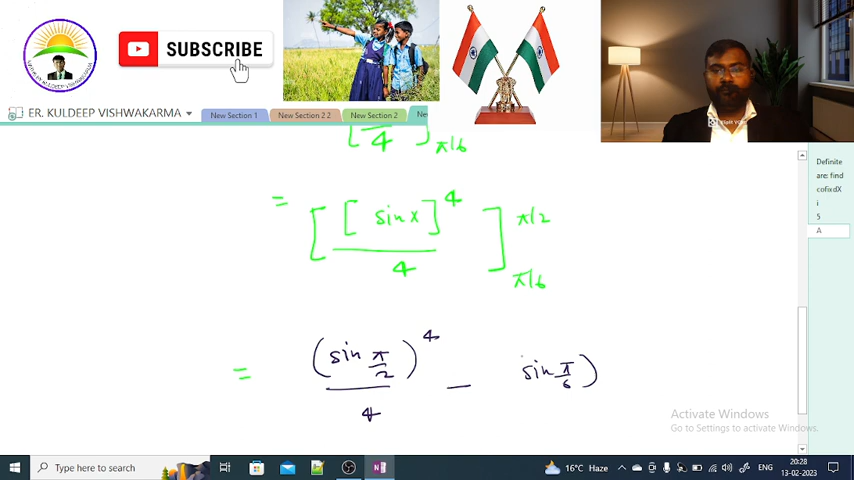 SUBSCRIBE
ER. KULDEEP VISHWAKARMA
New Section 1
New Section 2 2
New Section 2
Ne
[ — / 4 ] π/6
= [ [ sin x ]^4 / 4 ] π/2 π/6
= (sin π/2)^4 / 4 — sin π/6 )
Definite
are: find
cofixdX
i
5
A
Activate Windows
Go to Settings to activate Windows.
Type here to search
16°C Haze
ENG
20:28
13-02-2023